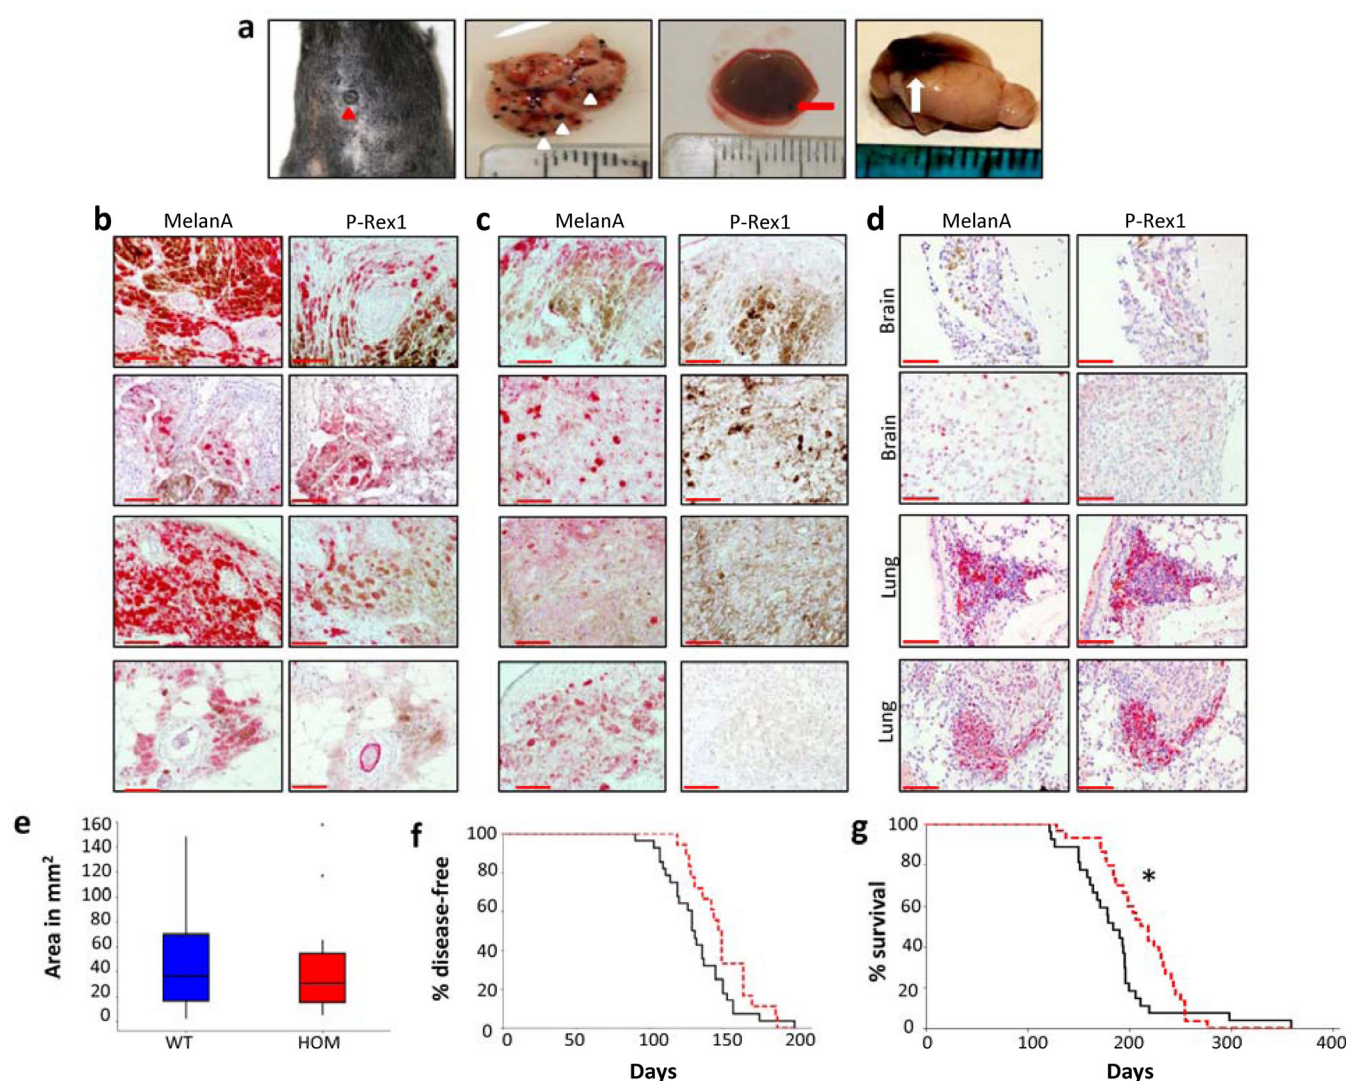 a
b c d
MelanA P-Rex1 MelanA P-Rex1 MelanA P-Rex1
Brain
Brain
Lung
Lung
e
Area in mm²
160
140
120
100
80
60
40
20
0
WT HOM
f
% disease-free
100
80
60
40
20
0
0 50 100 150 200
Days
g
% survival
100
80
60
40
20
0
*
0 100 200 300 400
Days